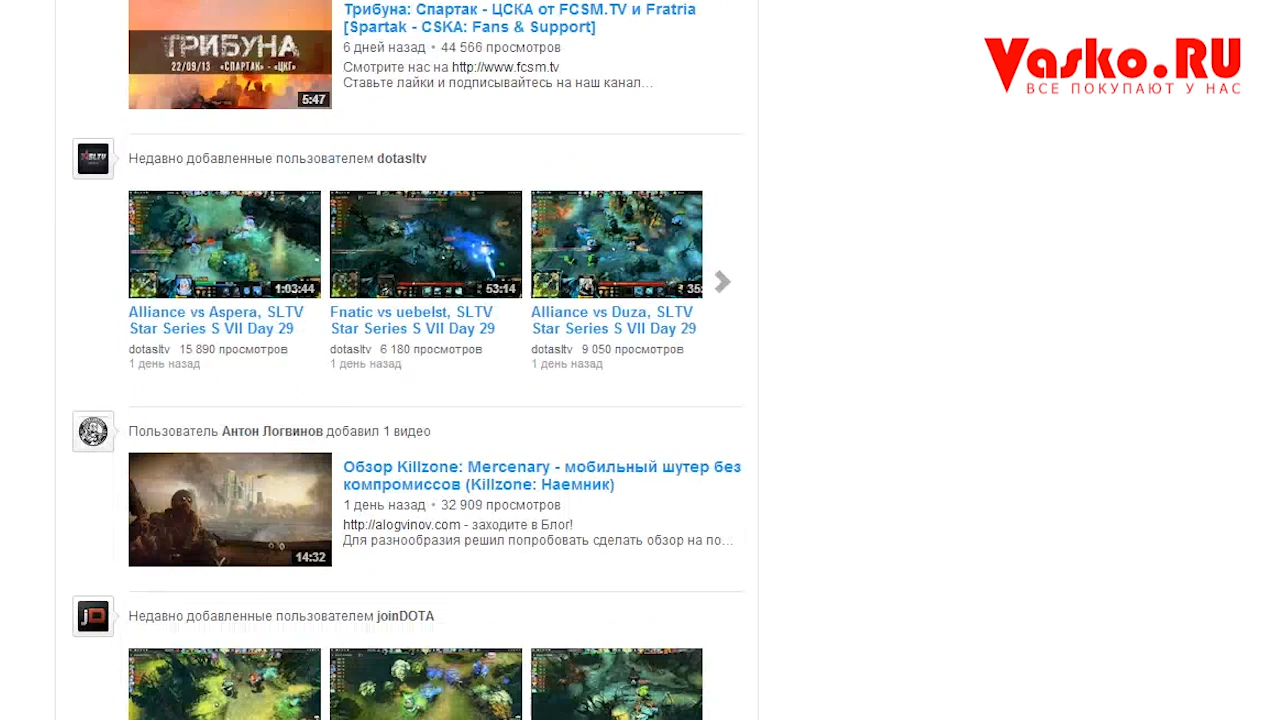 Трибуна: Спартак - ЦСКА от FCSM.TV и Fratria
[Spartak - CSKA: Fans & Support]
6 дней назад • 44 566 просмотров
Смотрите нас на http://www.fcsm.tv
Ставьте лайки и подписывайтесь на наш канал...
ТРИБУНА
22/09/13 «СПАРТАК» - «ЦКГ»
5:47
Vasko.RU
ВСЕ ПОКУПАЮТ У НАС
SLTV
Недавно добавленные пользователем dotasltv
1:03:44
53:14
35:
Alliance vs Aspera, SLTV
Star Series S VII Day 29
dotasltv 15 890 просмотров
1 день назад
Fnatic vs uebelst, SLTV
Star Series S VII Day 29
dotasltv 6 180 просмотров
1 день назад
Alliance vs Duza, SLTV
Star Series S VII Day 29
dotasltv 9 050 просмотров
1 день назад
Пользователь Антон Логвинов добавил 1 видео
14:32
Обзор Killzone: Mercenary - мобильный шутер без
компромиссов (Killzone: Наемник)
1 день назад • 32 909 просмотров
http://alogvinov.com - заходите в Блог!
Для разнообразия решил попробовать сделать обзор на по...
jD
Недавно добавленные пользователем joinDOTA